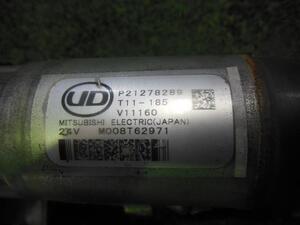 UD
P21278289
T11-185
V11160
MITSUBISHI ELECTRIC(JAPAN)
24V M008T62971